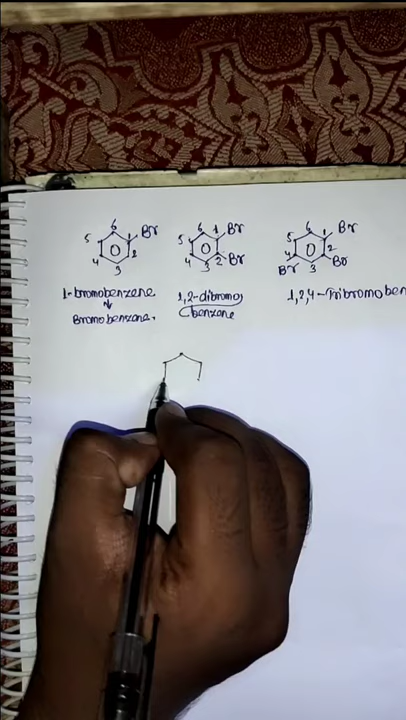 6 Br
5 1
4 2
3
6 1 Br
5
4 2 Br
3
6 1 Br
5 2
4 Br
Br 3
1-bromobenzene
↓
Bromobenzene.
1,2-dibromo
benzene
1,2,4-Tribromoben